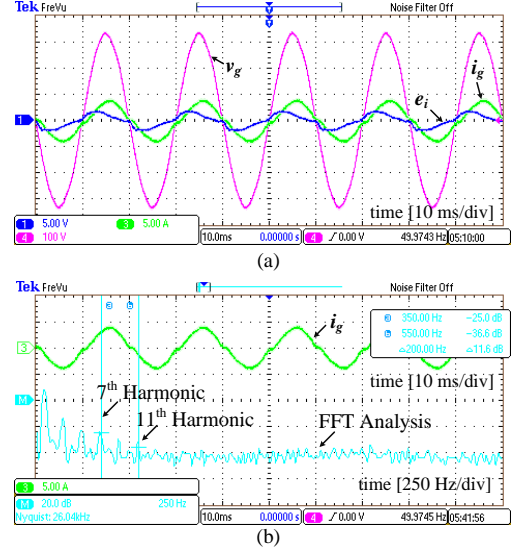 Tek FreVu Noise Filter Off
v_g
i_g
e_i
1
time [10 ms/div]
1 5.00 V 3 5.00 A
4 100 V
10.0ms 0.00000 s 4 0.00 V 43.9743 Hz 05:10:00
(a)
Tek FreVu Noise Filter Off
a b
a 350.00 Hz -25.0 dB
b 550.00 Hz -36.6 dB
△200.00 Hz △11.6 dB
i_g
3
time [10 ms/div]
7th Harmonic
M
11th Harmonic
FFT Analysis
time [250 Hz/div]
3 5.00 A
M 20.0 dB 250 Hz
Nyquist: 26.04kHz
10.0ms 0.00000 s 4 0.00 V 43.9745 Hz 05:41:56
(b)